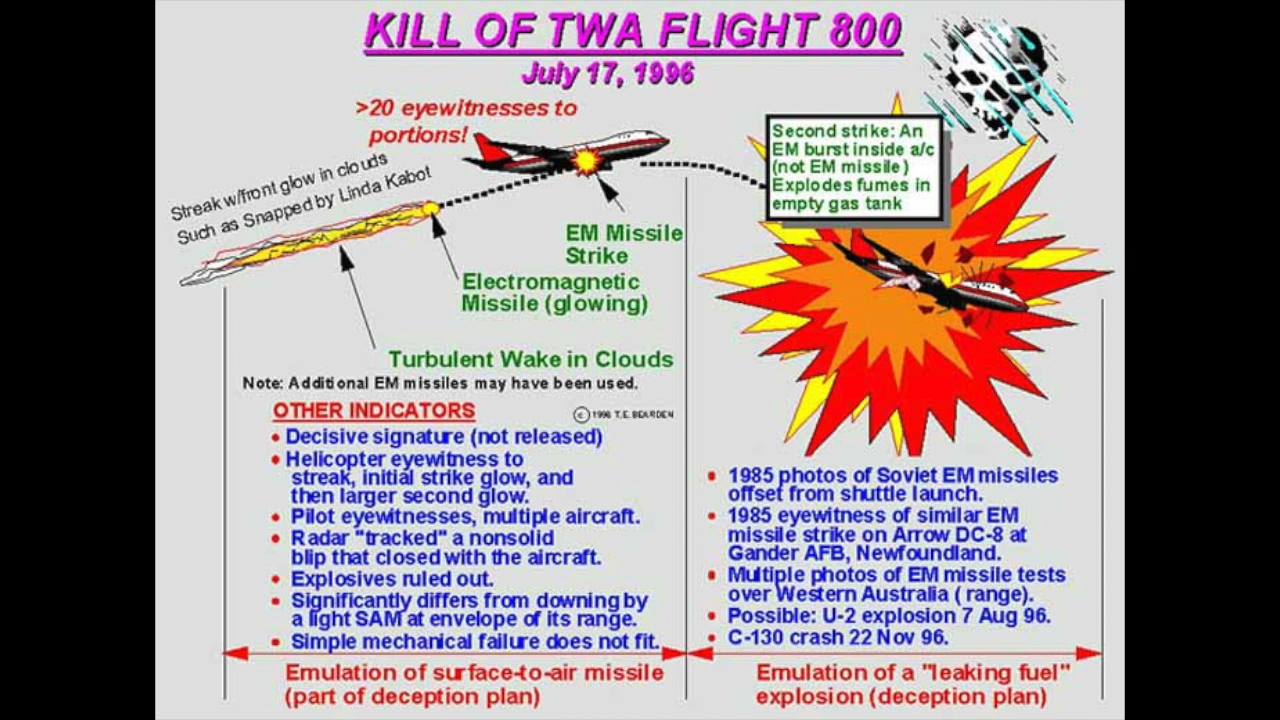 KILL OF TWA FLIGHT 800
July 17, 1996
>20 eyewitnesses to
portions!
Streak w/front glow in clouds
Such as Snapped by Linda Kabot
Second strike: An
EM burst inside a/c
(not EM missile)
Explodes fumes in
empty gas tank
EM Missile
Strike
Electromagnetic
Missile (glowing)
Turbulent Wake in Clouds
Note: Additional EM missiles may have been used.
OTHER INDICATORS
© 1996 T.E. BEARDEN
• Decisive signature (not released)
• Helicopter eyewitness to
streak, initial strike glow, and
then larger second glow.
• Pilot eyewitnesses, multiple aircraft.
• Radar "tracked" a nonsolid
blip that closed with the aircraft.
• Explosives ruled out.
• Significantly differs from downing by
a light SAM at envelope of its range.
• Simple mechanical failure does not fit.
Emulation of surface-to-air missile
(part of deception plan)
• 1985 photos of Soviet EM missiles
offset from shuttle launch.
• 1985 eyewitness of similar EM
missile strike on Arrow DC-8 at
Gander AFB, Newfoundland.
• Multiple photos of EM missile tests
over Western Australia ( range).
• Possible: U-2 explosion 7 Aug 96.
• C-130 crash 22 Nov 96.
Emulation of a "leaking fuel"
explosion (deception plan)